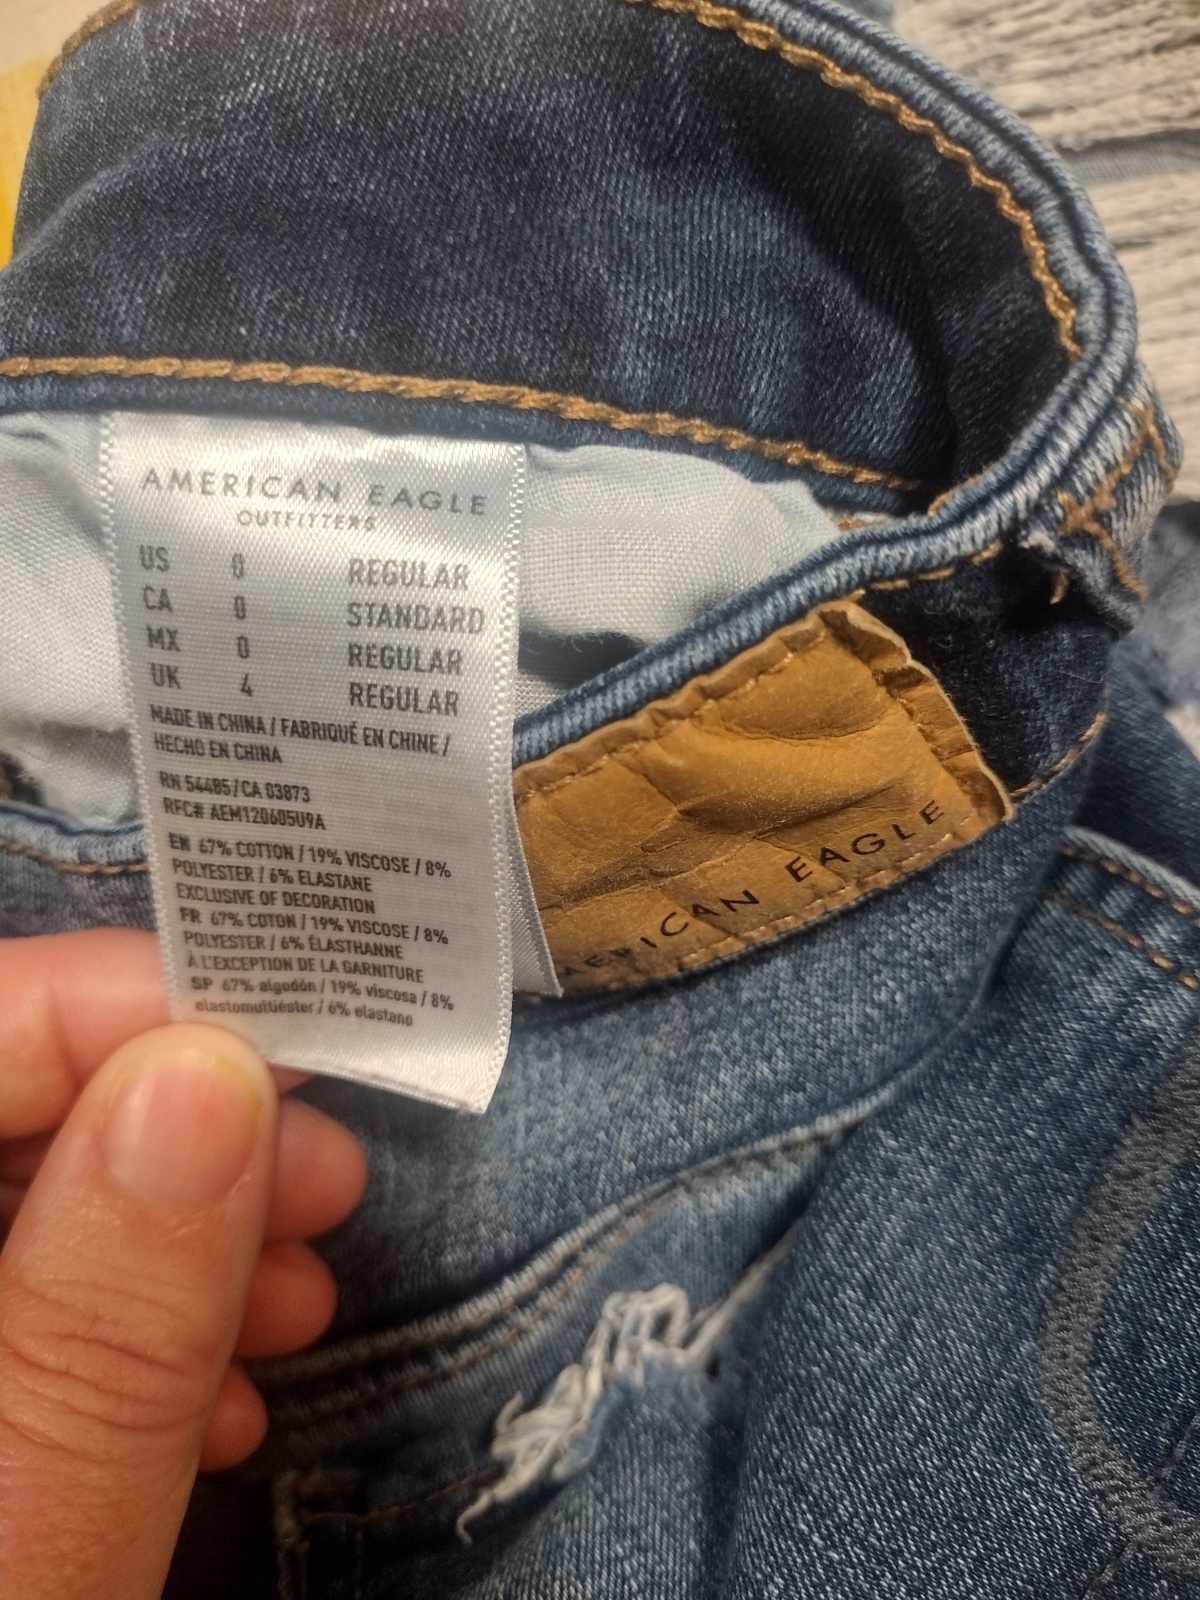 AMERICAN EAGLE
OUTFITTERS
US 0 REGULAR
CA 0 STANDARD
MX 0 REGULAR
UK 4 REGULAR
MADE IN CHINA / FABRIQUÉ EN CHINE /
HECHO EN CHINA
RN 54485/CA 03873
RFC# AEM120605U9A
EN 67% COTTON / 19% VISCOSE / 8%
POLYESTER / 6% ELASTANE
EXCLUSIVE OF DECORATION
FR 67% COTON / 19% VISCOSE / 8%
POLYESTER / 6% ÉLASTHANNE
À L'EXCEPTION DE LA GARNITURE
SP 67% algodón / 19% viscosa / 8%
elastomultiéster / 6% elastano
MERICAN EAGLE